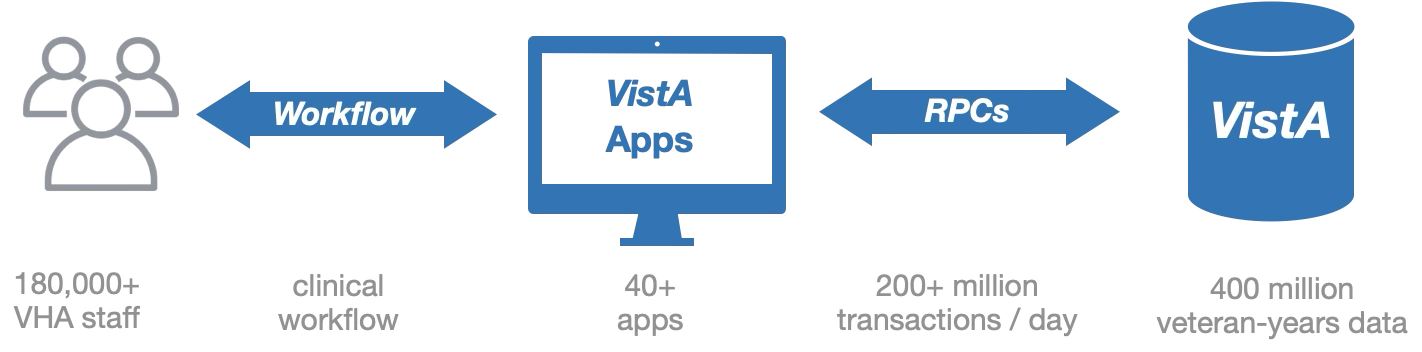 Workflow
VistA
Apps
RPCs
VistA
180,000+
VHA staff
clinical
workflow
40+
apps
200+ million
transactions / day
400 million
veteran-years data